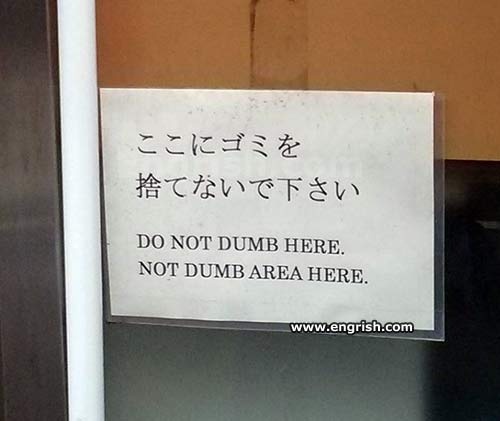 ここにゴミを
捨てないで下さい
DO NOT DUMB HERE.
NOT DUMB AREA HERE.
www.engrish.com